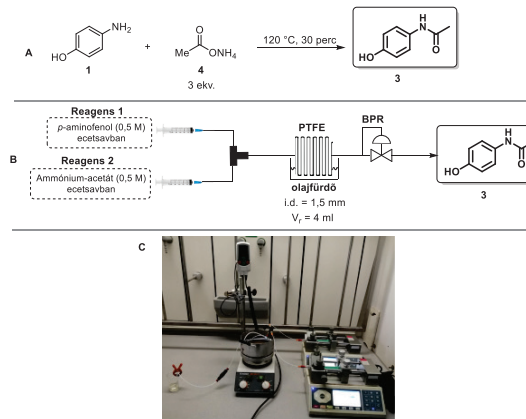 A
NH₂
HO
1
+
Me
O
ONH₄
4
3 ekv.
120 °C, 30 perc
H
N
O
HO
3
B
Reagens 1
p-aminofenol (0,5 M)
ecetsavban
Reagens 2
Ammónium-acetát (0,5 M)
ecetsavban
PTFE
olajfürdő
i.d. = 1,5 mm
Vᵣ = 4 ml
BPR
H
N
HO
3
C